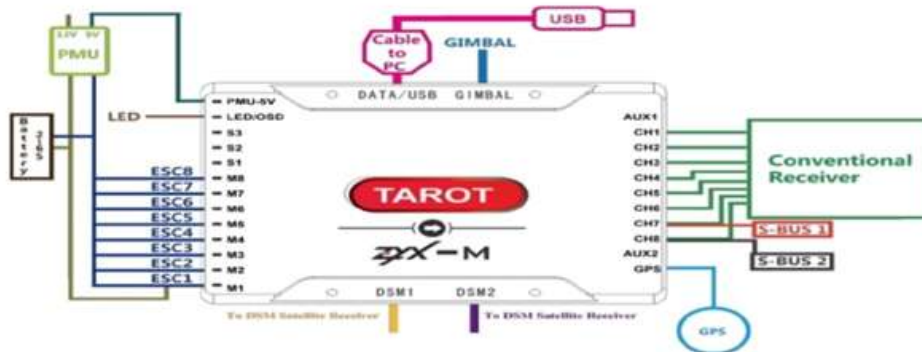 12V 5V
PMU
Battery
LED
ESC8
ESC7
ESC6
ESC5
ESC4
ESC3
ESC2
ESC1
USB
Cable
to
PC
GIMBAL
DATA/USB GIMBAL
PMU-5V
LED/OSD
S3
S2
S1
M8
M7
M6
M5
M4
M3
M2
M1
TAROT
ZYX-M
AUX1
CH1
CH2
CH3
CH4
CH5
CH6
CH7
CH8
AUX2
GPS
DSM1 DSM2
To DSM Satellite Receiver
To DSM Satellite Receiver
Conventional
Receiver
S-BUS 1
S-BUS 2
GPS